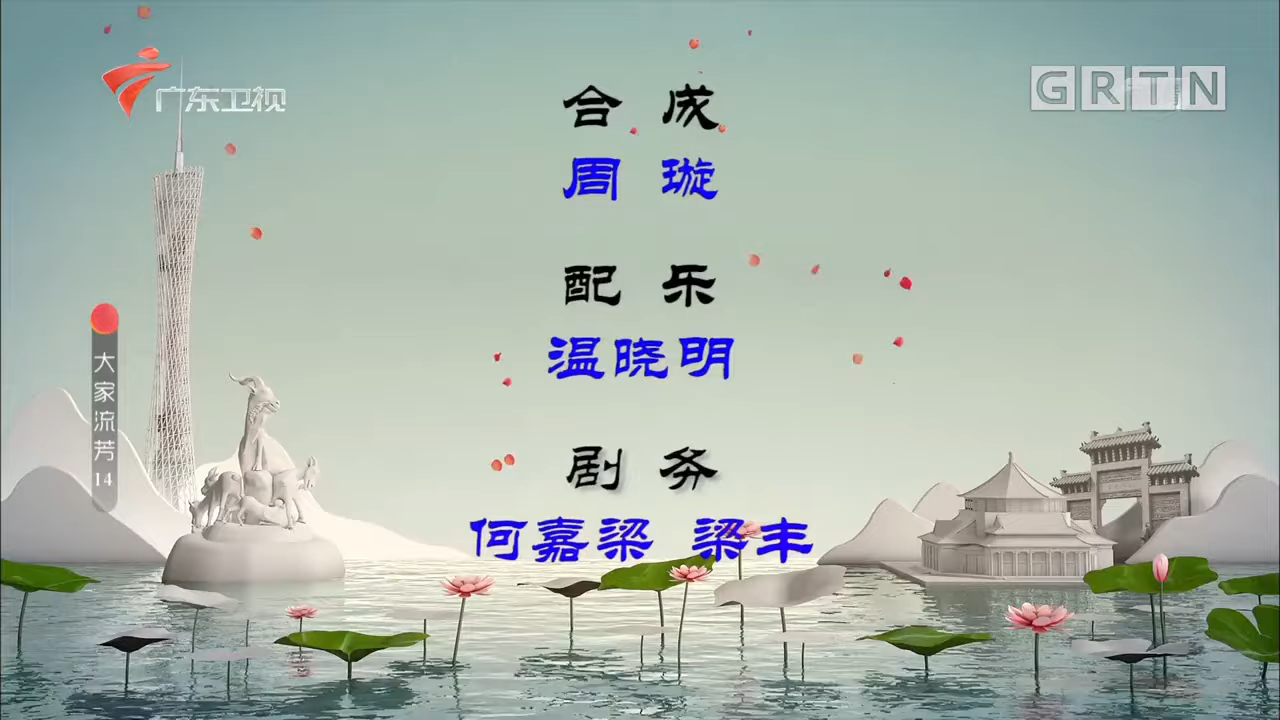 广东卫视
GRTN
合 成
周 璇
配 乐
温晓明
剧 务
何嘉梁 梁丰
大家流芳
14